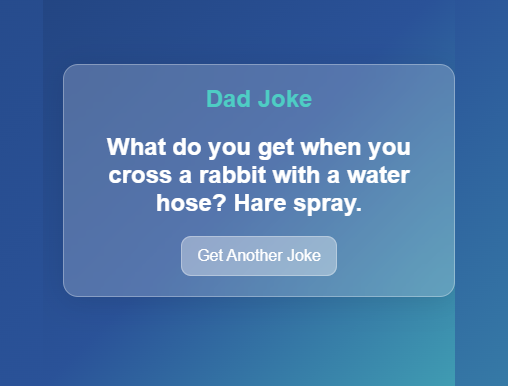 Dad Joke
What do you get when you
cross a rabbit with a water
hose? Hare spray.
Get Another Joke